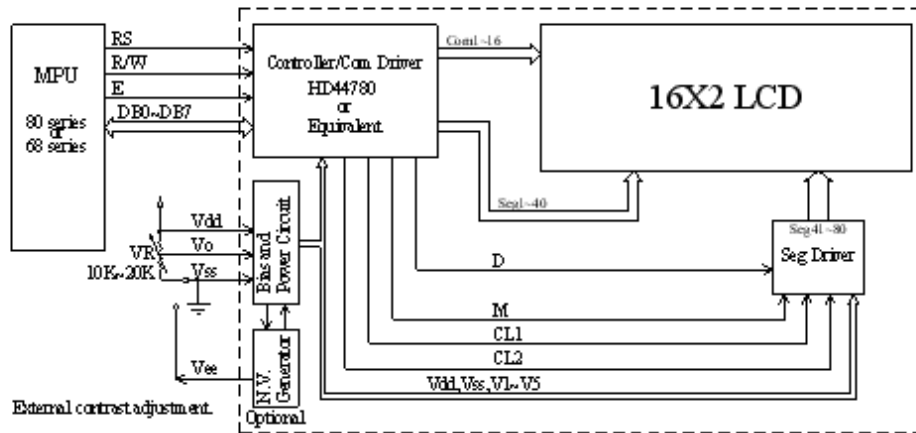 MPU
80 series
or
68 series
RS
R/W
E
DB0~DB7
Controller/Com. Driver
HD44780
or
Equivalent
Com1~16
16X2 LCD
Seg1~40
Seg41~80
Seg Driver
D
M
CL1
CL2
Vdd,Vss,V1~V5
Vdd
Vo
Vss
VR
10K~20K
Bias and
Power Circuit
N.V.
Generator
Optional
Vee
External contrast adjustment.